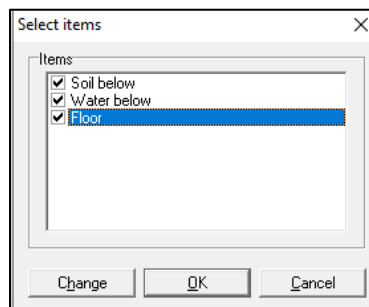 Select items
Items
Soil below
Water below
Floor
Change OK Cancel